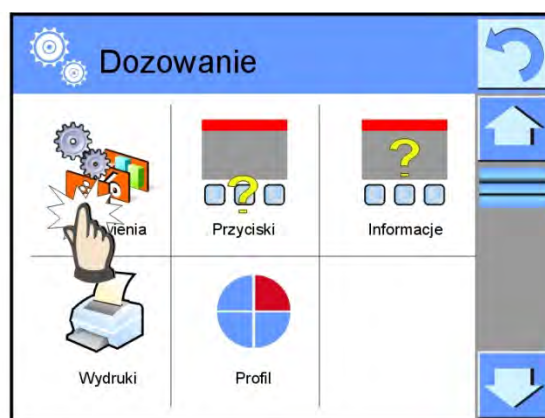 Dozowanie
Przyciski
Informacje
Wydruki
Profil